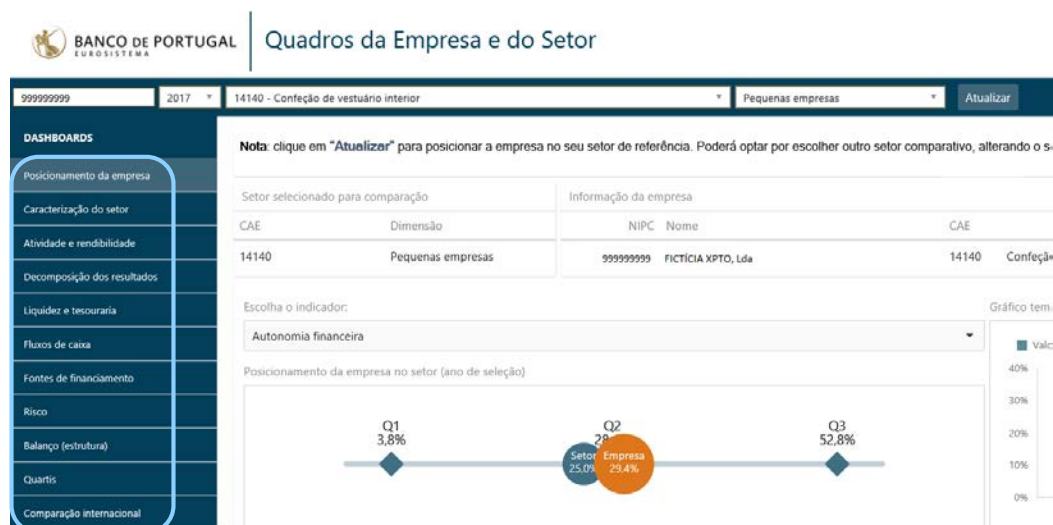 BANCO DE PORTUGAL
EUROSISTEMA
Quadros da Empresa e do Setor
999999999 2017 14140 - Confeção de vestuário interior Pequenas empresas Atualizar
DASHBOARDS
Posicionamento da empresa
Caracterização do setor
Atividade e rendibilidade
Decomposição dos resultados
Liquidez e tesouraria
Fluxos de caixa
Fontes de financiamento
Risco
Balanço (estrutura)
Quartis
Comparação internacional
Nota: clique em "Atualizar" para posicionar a empresa no seu setor de referência. Poderá optar por escolher outro setor comparativo, alterando o s
Setor selecionado para comparação
CAE Dimensão
14140 Pequenas empresas
Informação da empresa
NIPC Nome CAE
999999999 FICTÍCIA XPTO, Lda 14140 Confeçã
Escolha o indicador:
Autonomia financeira
Posicionamento da empresa no setor (ano de seleção)
Q1
3,8%
Q2
Setor
25,0%
Empresa
29,4%
Q3
52,8%
Gráfico tem
Val
40%
30%
20%
10%
0%